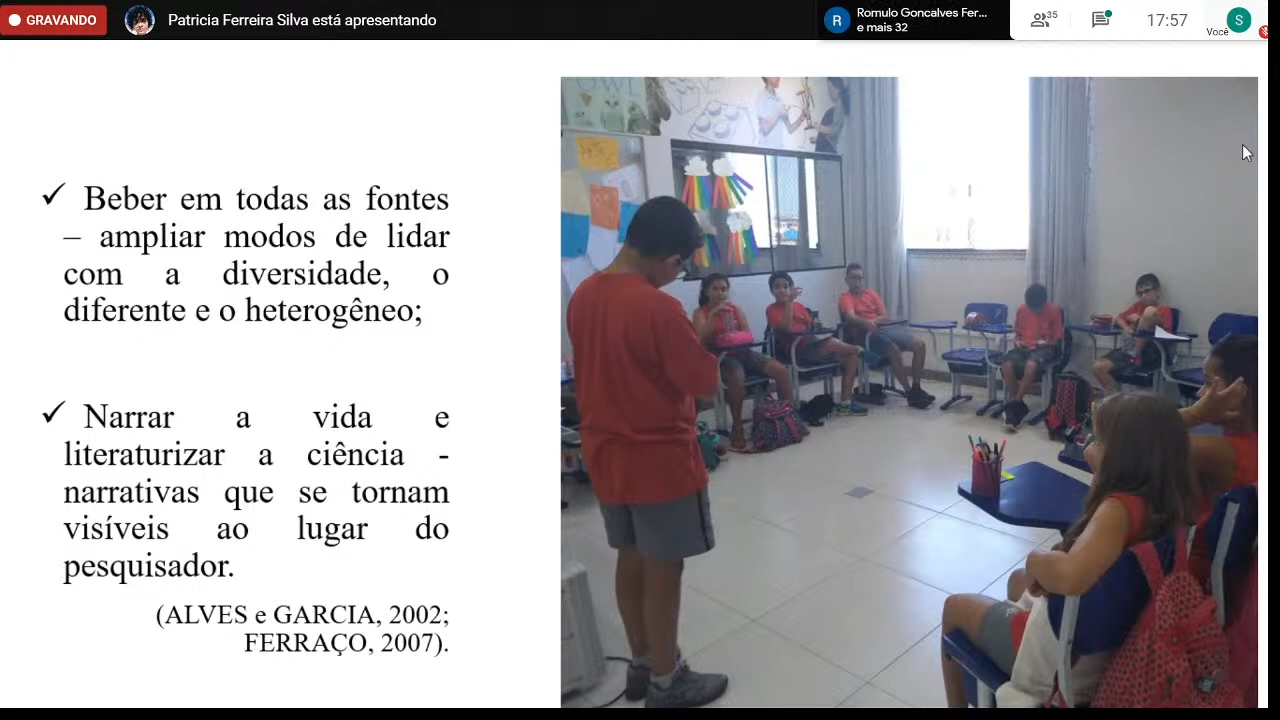 GRAVANDO
Patricia Ferreira Silva está apresentando
R
Romulo Goncalves Fer...
e mais 32
35
17:57
Você
S
✓ Beber em todas as fontes
– ampliar modos de lidar
com a diversidade, o
diferente e o heterogêneo;
✓ Narrar a vida e
literaturizar a ciência -
narrativas que se tornam
visíveis ao lugar do
pesquisador.
(ALVES e GARCIA, 2002;
FERRAÇO, 2007).
OWL